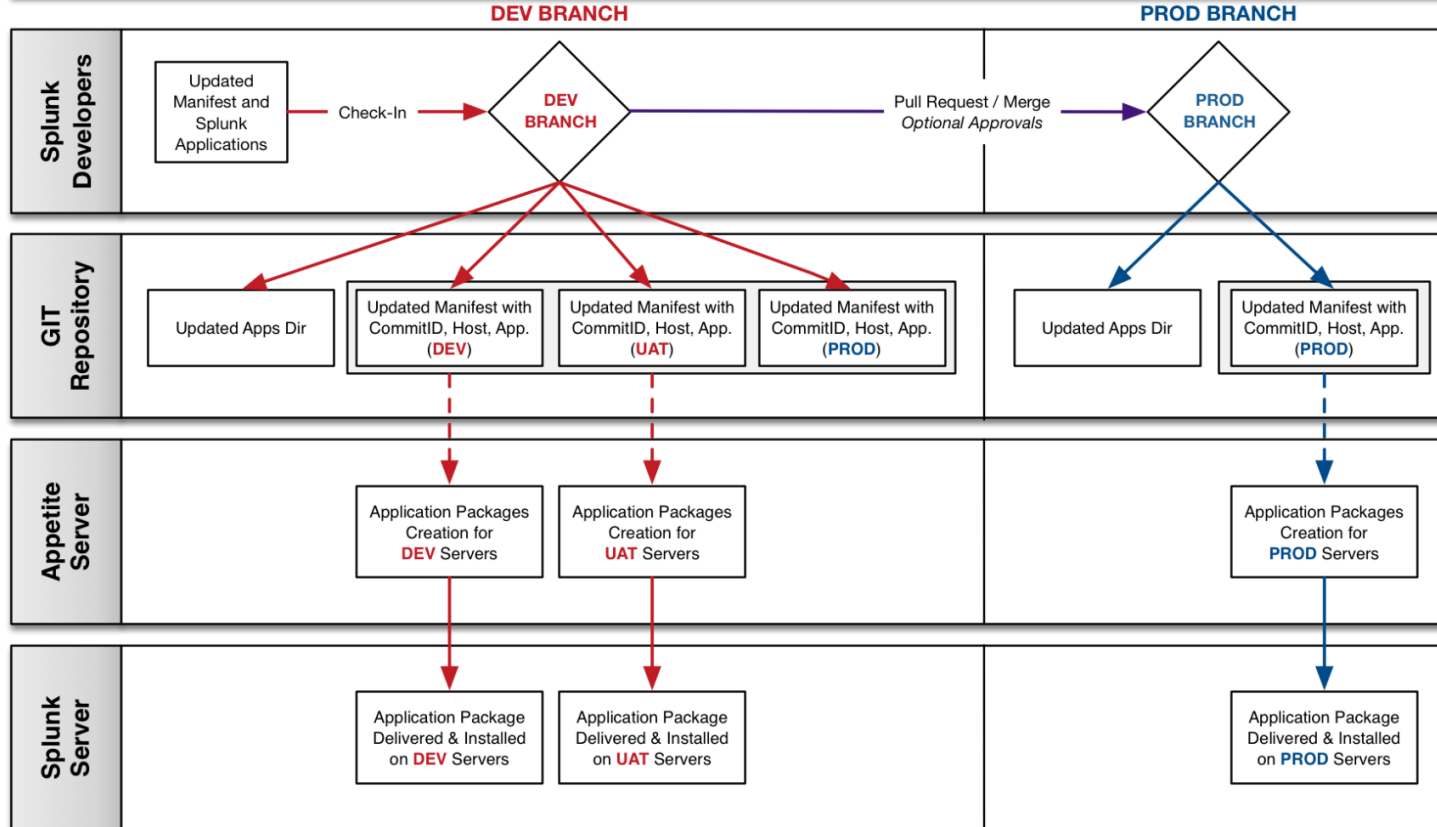 DEV BRANCH
PROD BRANCH
Splunk
Developers
Updated
Manifest and
Splunk
Applications
Check-In
DEV
BRANCH
Pull Request / Merge
Optional Approvals
PROD
BRANCH
GIT
Repository
Updated Apps Dir
Updated Manifest with
CommitID, Host, App.
(DEV)
Updated Manifest with
CommitID, Host, App.
(UAT)
Updated Manifest with
CommitID, Host, App.
(PROD)
Updated Apps Dir
Updated Manifest with
CommitID, Host, App.
(PROD)
Appetite
Server
Application Packages
Creation for
DEV Servers
Application Packages
Creation for
UAT Servers
Application Packages
Creation for
PROD Servers
Splunk
Server
Application Package
Delivered & Installed
on DEV Servers
Application Package
Delivered & Installed
on UAT Servers
Application Package
Delivered & Installed
on PROD Servers